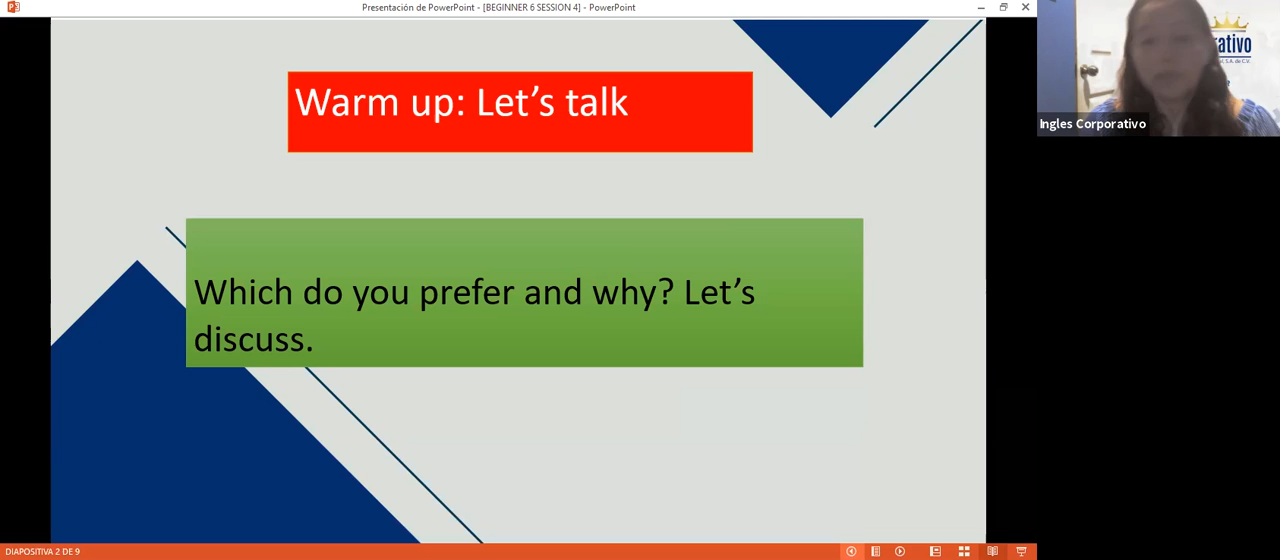 Presentación de PowerPoint - [BEGINNER 6 SESSION 4] - PowerPoint
Warm up: Let's talk
Which do you prefer and why? Let's
discuss.
Ingles Corporativo
DIAPOSITIVA 2 DE 9